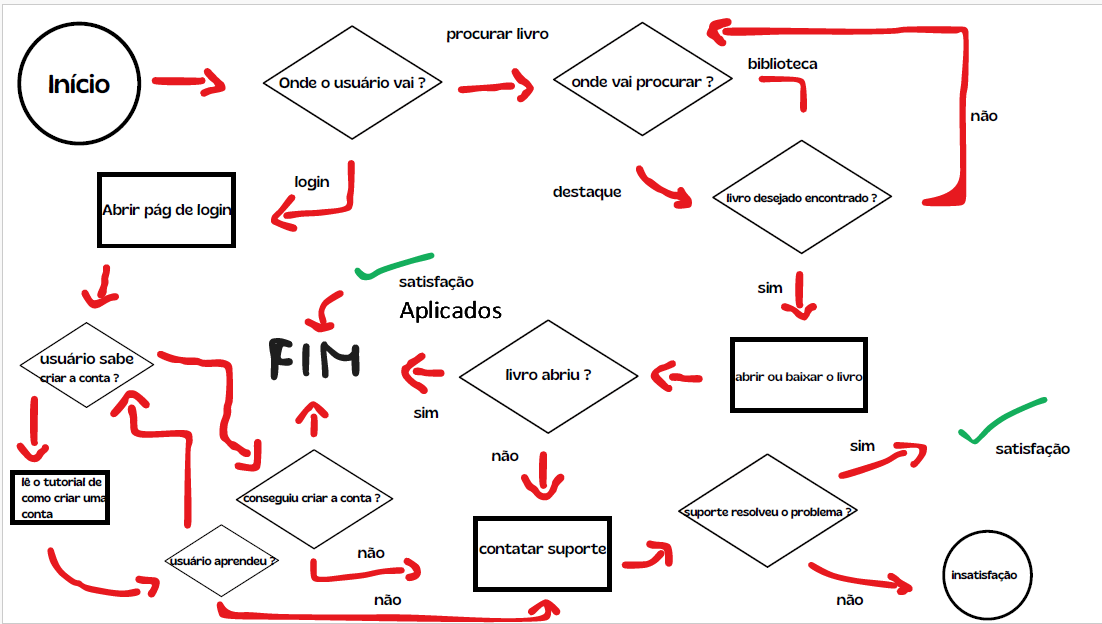 procurar livro
Início
Onde o usuário vai ?
onde vai procurar ?
biblioteca
não
login
destaque
livro desejado encontrado ?
Abrir pág de login
satisfação
Aplicados
sim
FIM
usuário sabe
criar a conta ?
livro abriu ?
abrir ou baixar o livro
sim
sim
satisfação
não
lê o tutorial de
como criar uma
conta
conseguiu criar a conta ?
suporte resolveu o problema ?
contatar suporte
usuário aprendeu ?
não
não
insatisfação
não